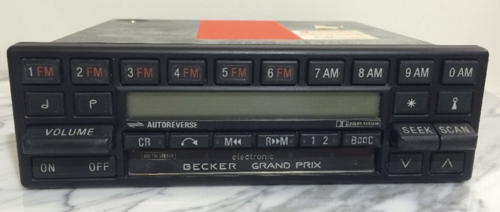 1 FM 2 FM 3 FM 4 FM 5 FM 6 FM 7 AM 8 AM 9 AM 0 AM
AUTOREVERSE
VOLUME
SEEK SCAN
CR M◀◀ R▶▶M 1 2
ON OFF
electronic
BECKER GRAND PRIX